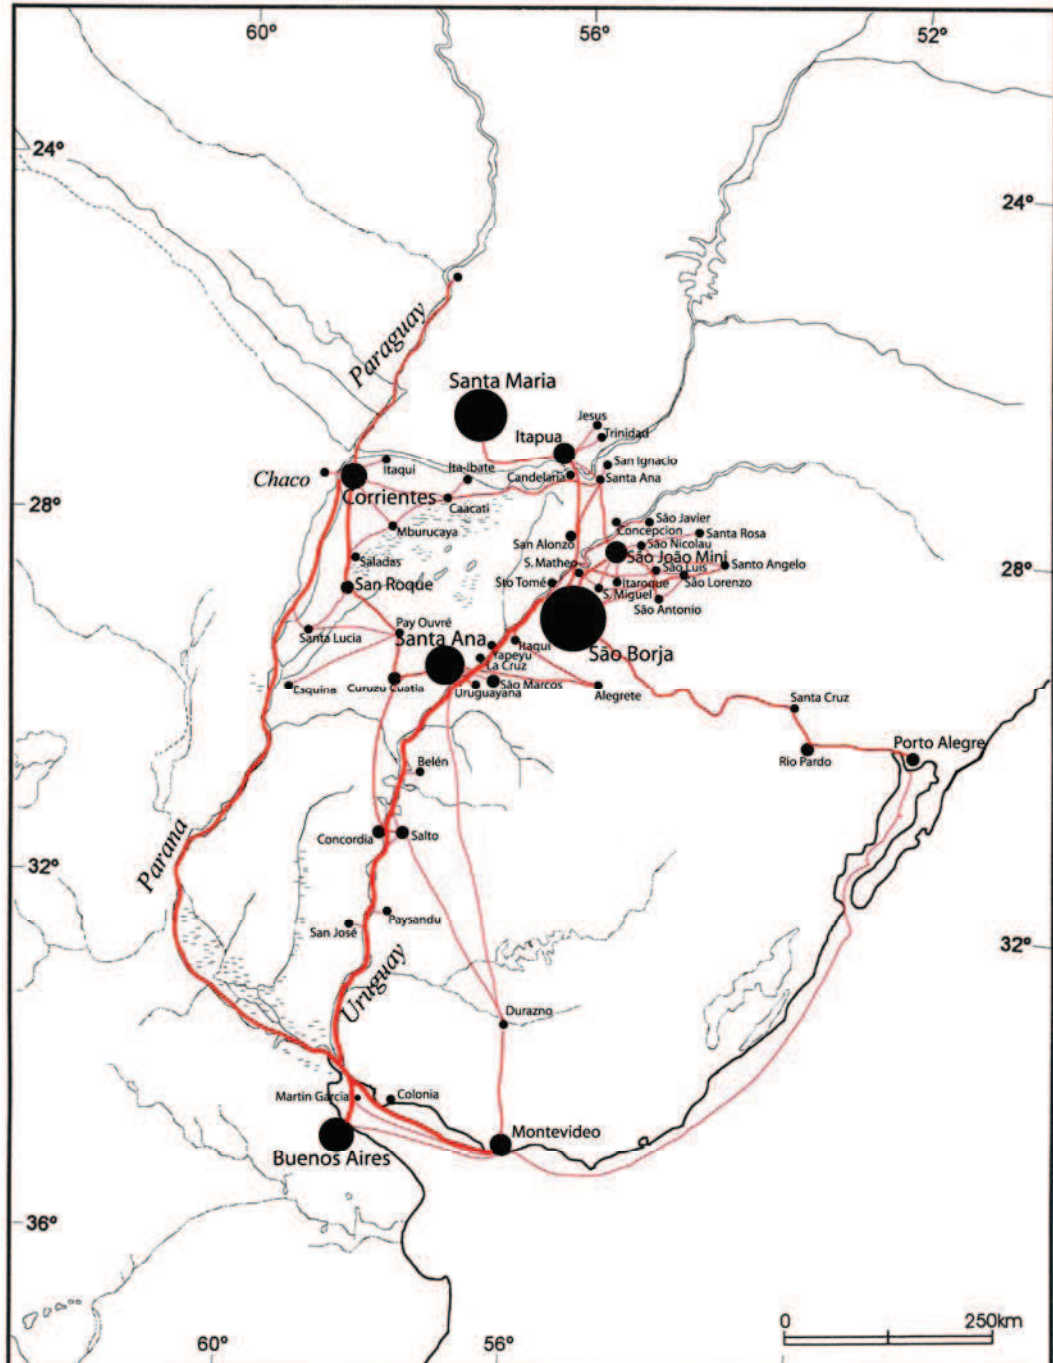 60º
56º
52º
24º
24º
Paraguay
Santa Maria
Jesus
Trinidad
Itapua
San Ignacio
Itaqui
Ita-Ibate
Candelaria
Santa Ana
Chaco
Corrientes
28º
Caacati
Mburucaya
São Javier
Concepcion
Santa Rosa
San Alonzo
São Nicolau
São João Mini
Saladas
S. Matheo
São Luis
Santo Angelo
28º
San Roque
Sto Tomé
Itaroque
São Lorenzo
S. Miguel
São Antonio
Pay Ouvré
Santa Lucia
Santa Ana
Itaqui
São Borja
Yapeyu
La Cruz
Esquina
Curuzu Cuatia
Uruguayana
São Marcos
Alegrete
Santa Cruz
Porto Alegre
Rio Pardo
Belén
Concordia
Salto
Parana
32º
Paysandu
San José
32º
Uruguay
Durazno
Martin Garcia
Colonia
Montevideo
Buenos Aires
36º
0
250km
60º
56º